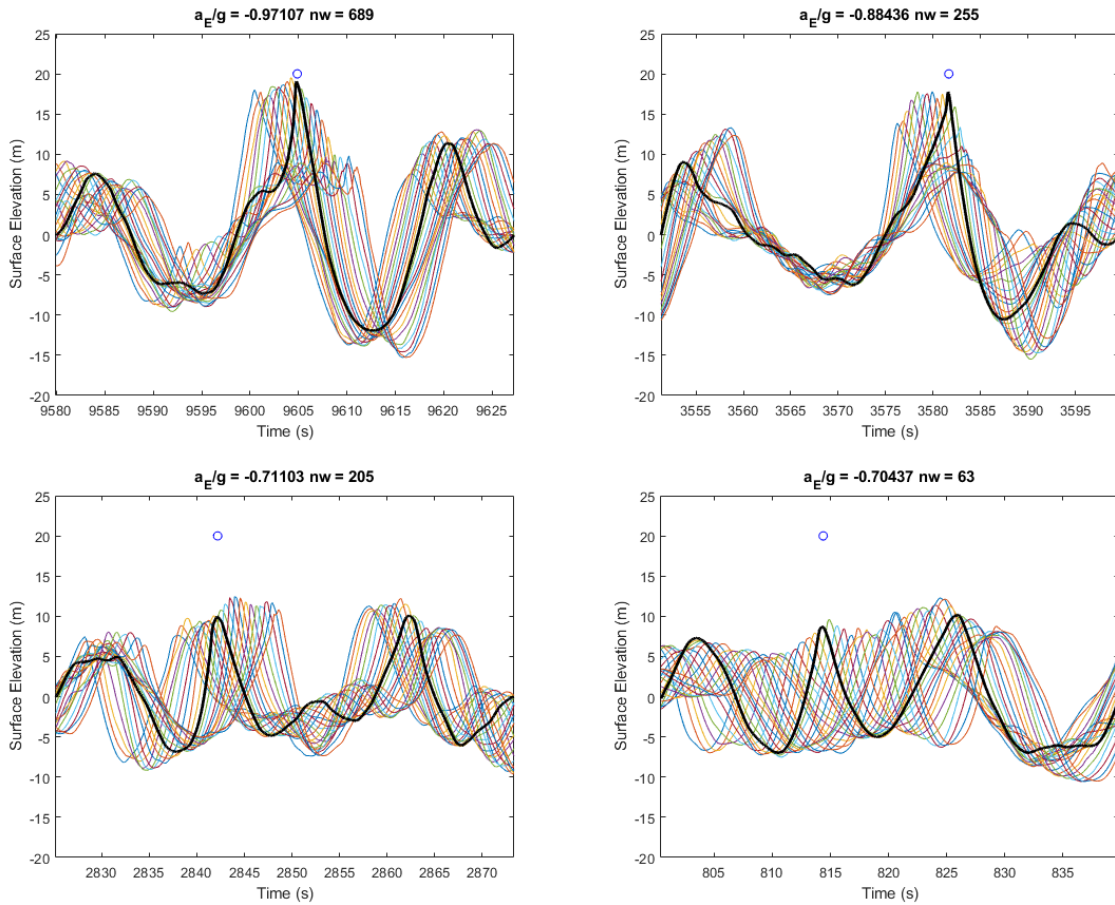 a_E/g = -0.97107 nw = 689
25
20
15
10
5
0
-5
-10
-15
-20
Surface Elevation (m)
9580 9585 9590 9595 9600 9605 9610 9615 9620 9625
Time (s)
a_E/g = -0.88436 nw = 255
25
20
15
10
5
0
-5
-10
-15
-20
Surface Elevation (m)
3555 3560 3565 3570 3575 3580 3585 3590 3595
Time (s)
a_E/g = -0.71103 nw = 205
25
20
15
10
5
0
-5
-10
-15
-20
Surface Elevation (m)
2830 2835 2840 2845 2850 2855 2860 2865 2870
Time (s)
a_E/g = -0.70437 nw = 63
25
20
15
10
5
0
-5
-10
-15
-20
Surface Elevation (m)
805 810 815 820 825 830 835
Time (s)